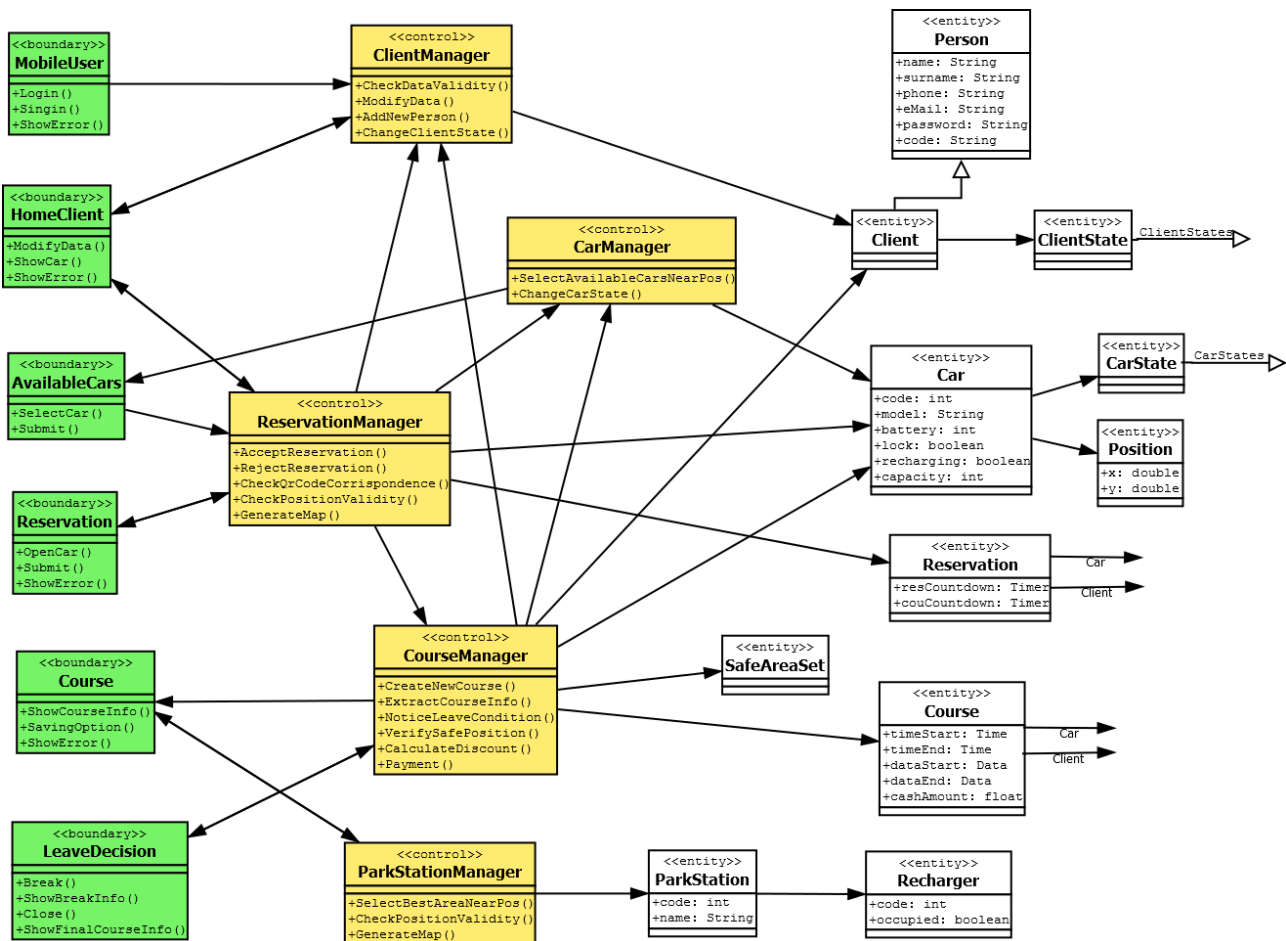 <<boundary>>
MobileUser
+Login()
+Singin()
+ShowError()
<<control>>
ClientManager
+CheckDataValidity()
+ModifyData()
+AddNewPerson()
+ChangeClientState()
<<entity>>
Person
+name: String
+surname: String
+phone: String
+eMail: String
+password: String
+code: String
<<boundary>>
HomeClient
+ModifyData()
+ShowCar()
+ShowError()
<<control>>
CarManager
+SelectAvailableCarsNearPos()
+ChangeCarState()
<<entity>>
Client
<<entity>>
ClientState
ClientStates
<<boundary>>
AvailableCars
+SelectCar()
+Submit()
<<control>>
ReservationManager
+AcceptReservation()
+RejectReservation()
+CheckQrCodeCorrispondence()
+CheckPositionValidity()
+GenerateMap()
<<entity>>
Car
+code: int
+model: String
+battery: int
+lock: boolean
+recharging: boolean
+capacity: int
<<entity>>
CarState
CarStates
<<entity>>
Position
+x: double
+y: double
<<boundary>>
Reservation
+OpenCar()
+Submit()
+ShowError()
<<entity>>
Reservation
+resCountdown: Timer
+couCountdown: Timer
Car
Client
<<boundary>>
Course
+ShowCourseInfo()
+SavingOption()
+ShowError()
<<control>>
CourseManager
+CreateNewCourse()
+ExtractCourseInfo()
+NoticeLeaveCondition()
+VerifySafePosition()
+CalculateDiscount()
+Payment()
<<entity>>
SafeAreaSet
<<entity>>
Course
+timeStart: Time
+timeEnd: Time
+dataStart: Data
+dataEnd: Data
+cashAmount: float
Car
Client
<<boundary>>
LeaveDecision
+Break()
+ShowBreakInfo()
+Close()
+ShowFinalCourseInfo()
<<control>>
ParkStationManager
+SelectBestAreaNearPos()
+CheckPositionValidity()
+GenerateMap()
<<entity>>
ParkStation
+code: int
+name: String
<<entity>>
Recharger
+code: int
+occupied: boolean